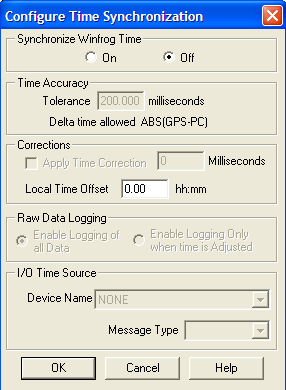 Configure Time Synchronization
Synchronize Winfrog Time
On Off
Time Accuracy
Tolerance 200.000 milliseconds
Delta time allowed ABS(GPS-PC)
Corrections
Apply Time Correction 0 Milliseconds
Local Time Offset 0.00 hh:mm
Raw Data Logging
Enable Logging of all Data
Enable Logging Only when time is Adjusted
I/O Time Source
Device Name NONE
Message Type
OK Cancel Help